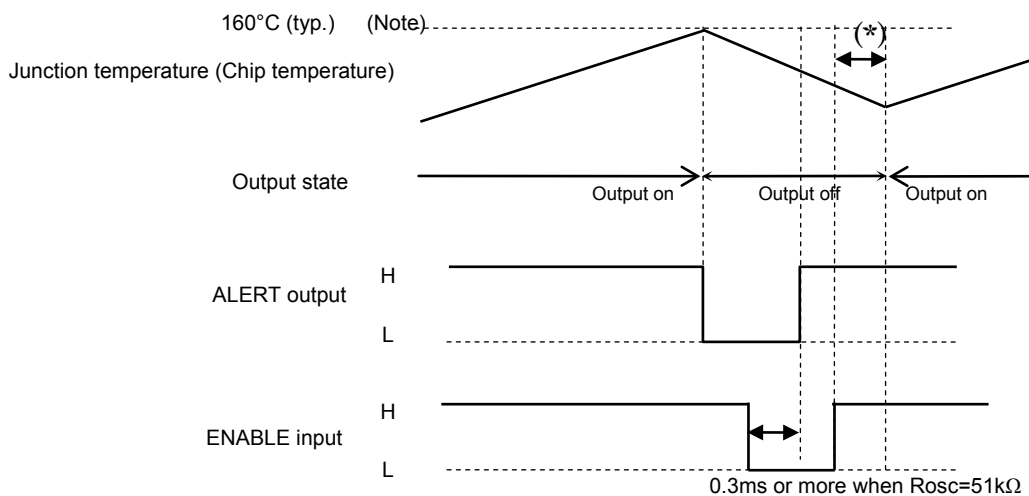 160°C (typ.) (Note)
(*)
Junction temperature (Chip temperature)
Output state
Output on
Output off
Output on
H
ALERT output
L
H
ENABLE input
L
0.3ms or more when Rosc=51kΩ